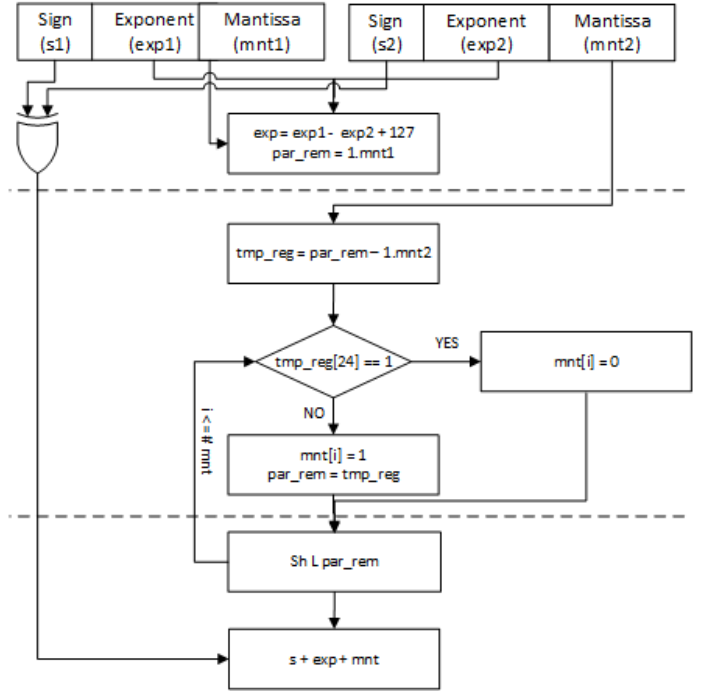 Sign
(s1)
Exponent
(exp1)
Mantissa
(mnt1)
Sign
(s2)
Exponent
(exp2)
Mantissa
(mnt2)
exp= exp1 - exp2 + 127
par_rem = 1.mnt1
tmp_reg = par_rem – 1.mnt2
tmp_reg[24] == 1
YES
mnt[i] = 0
NO
i <= # mnt
mnt[i] = 1
par_rem = tmp_reg
Sh L par_rem
s + exp + mnt